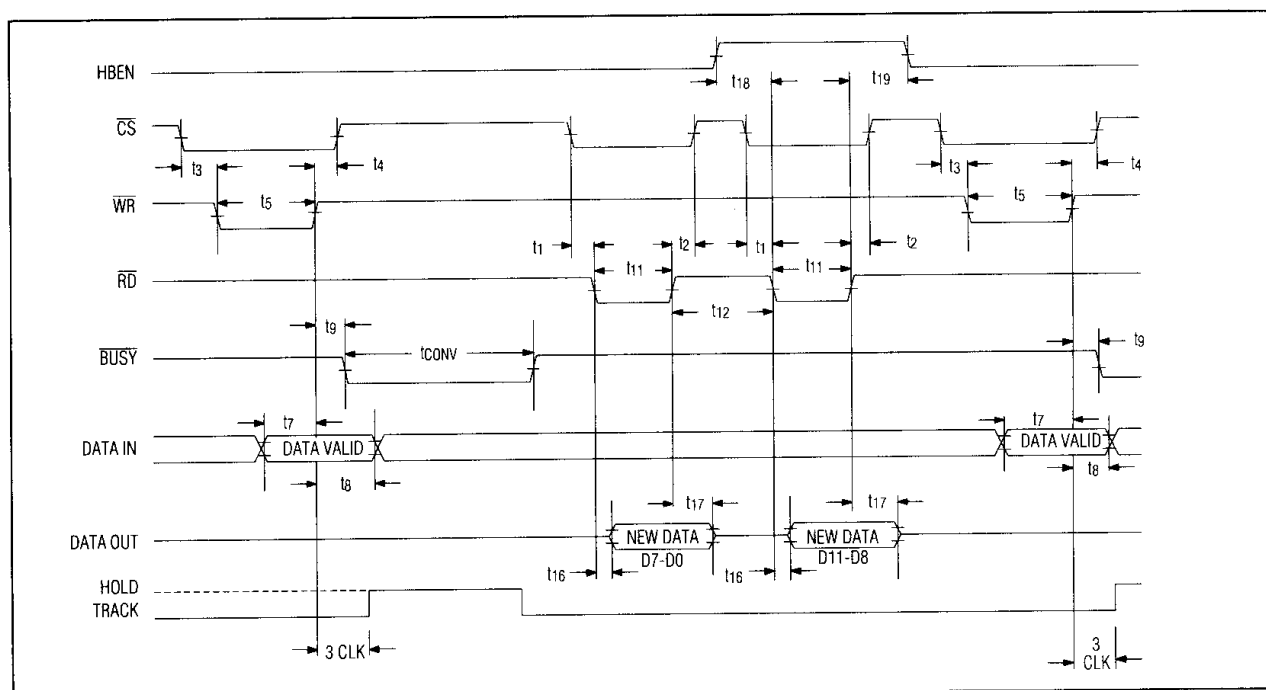 HBEN
t18 t19
CS
t3 t4 t3 t4
WR
t5 t5
t1 t2 t1 t2
RD
t11 t11
t12
t9 tCONV t9
BUSY
t7 t7
DATA IN DATA VALID DATA VALID
t8 t8
t17 t17
DATA OUT NEW DATA NEW DATA
D7-D0 D11-D8
t16 t16
HOLD
TRACK
3 CLK 3
CLK